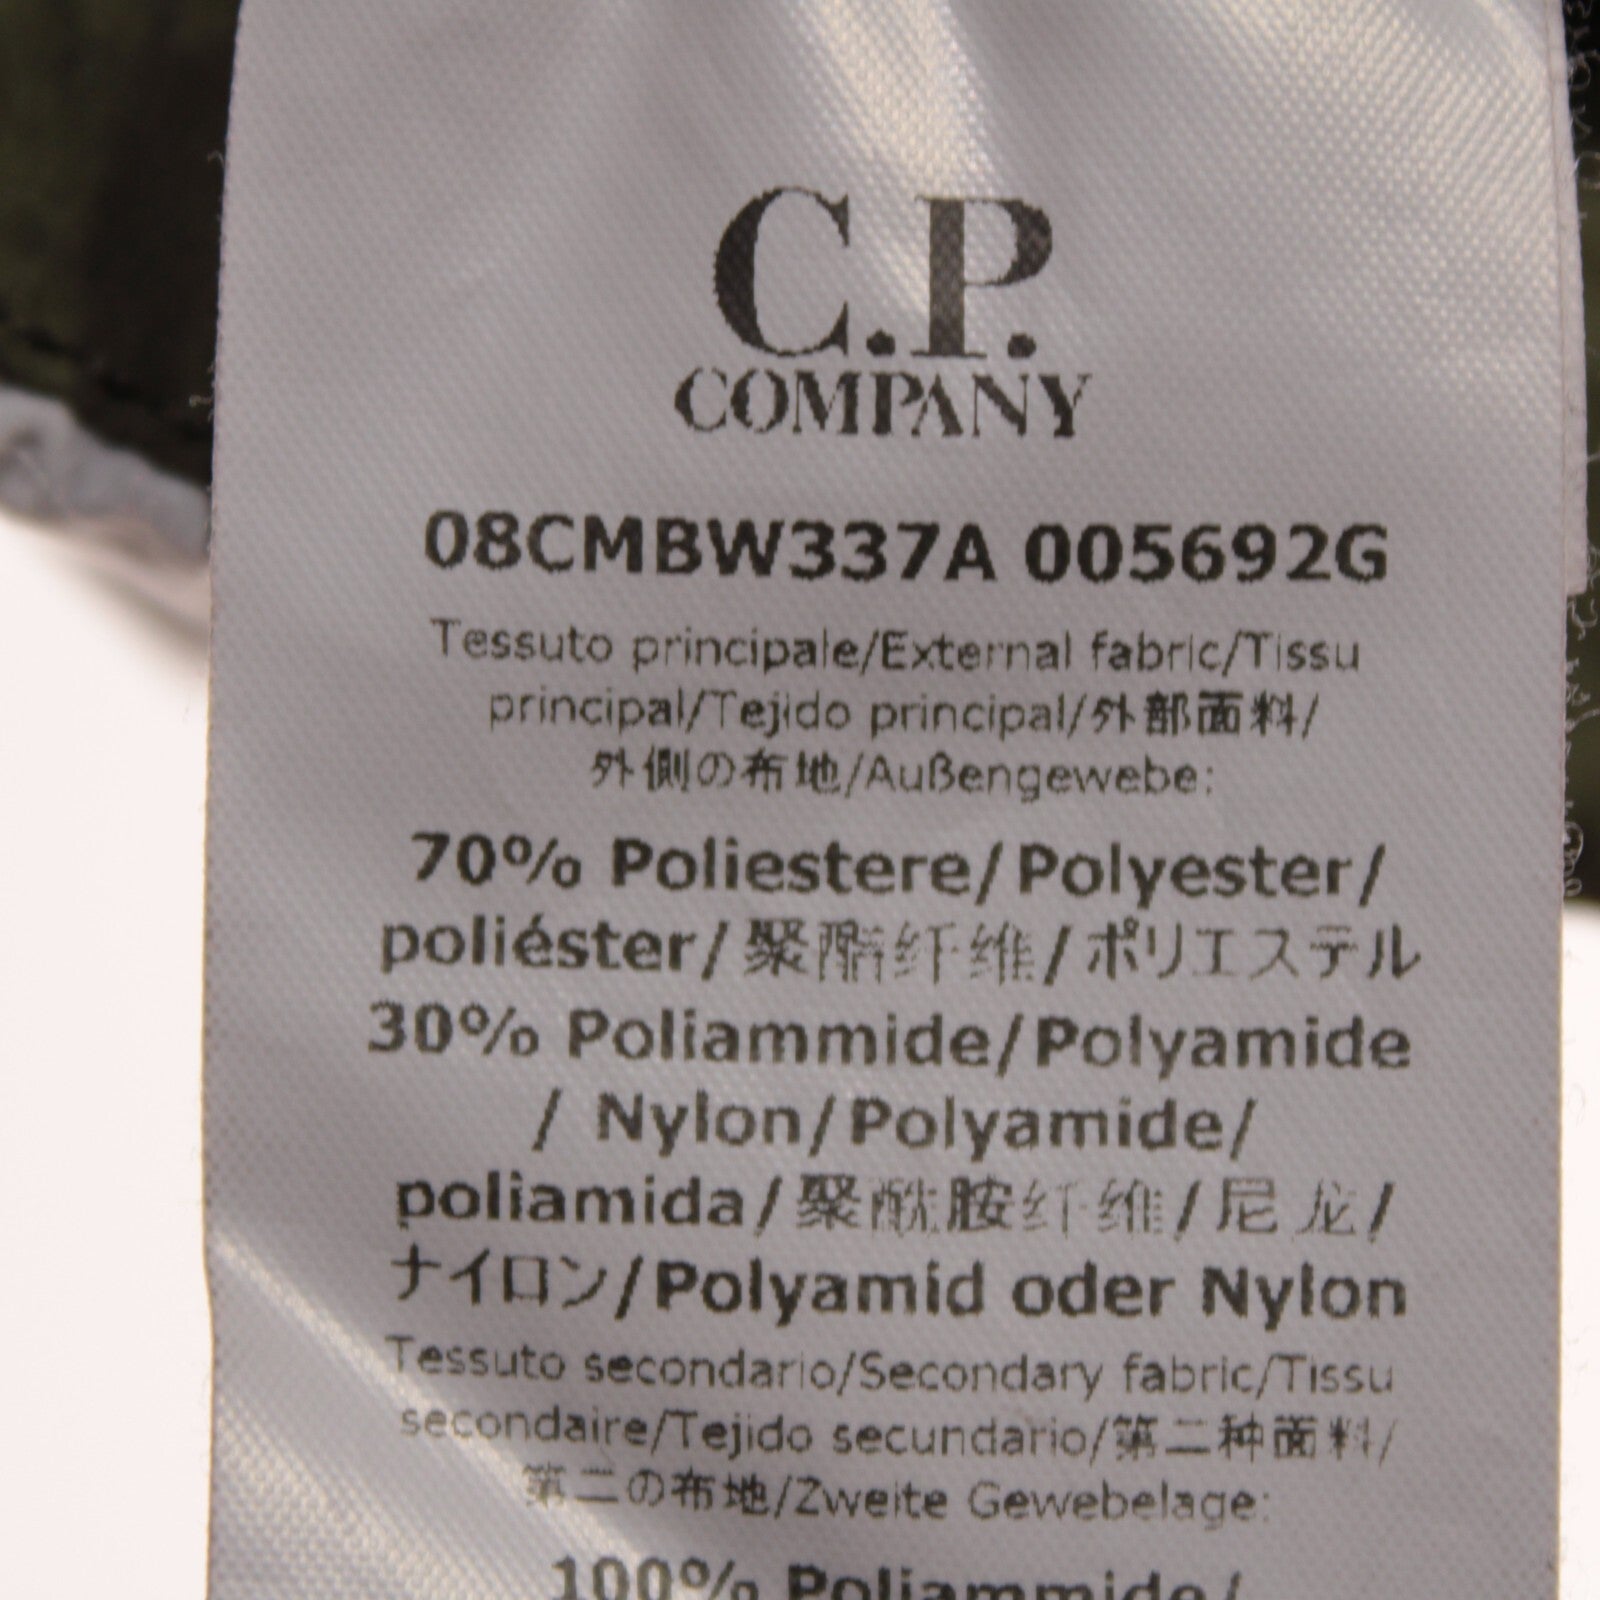 C.P.
COMPANY
08CMBW337A 005692G
Tessuto principale/External fabric/Tissu
principal/Tejido principal/外部面料/
外側の布地/Außengewebe:
70% Poliestere/Polyester/
poliéster/聚酯纤维/ポリエステル
30% Poliammide/Polyamide
/ Nylon/Polyamide/
poliamida/聚酰胺纤维/尼龙/
ナイロン/Polyamid oder Nylon
Tessuto secondario/Secondary fabric/Tissu
secondaire/Tejido secundario/第二种面料/
第二の布地/Zweite Gewebelage:
100% Poliammide/